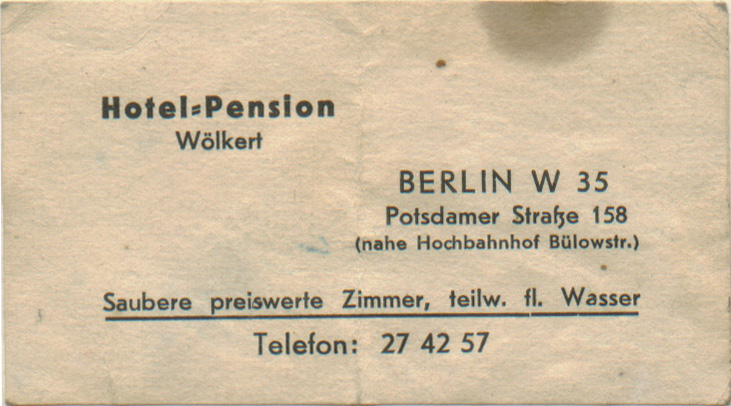 Hotel=Pension
Wölkert
BERLIN W 35
Potsdamer Straße 158
(nahe Hochbahnhof Bülowstr.)
Saubere preiswerte Zimmer, teilw. fl. Wasser
Telefon: 27 42 57